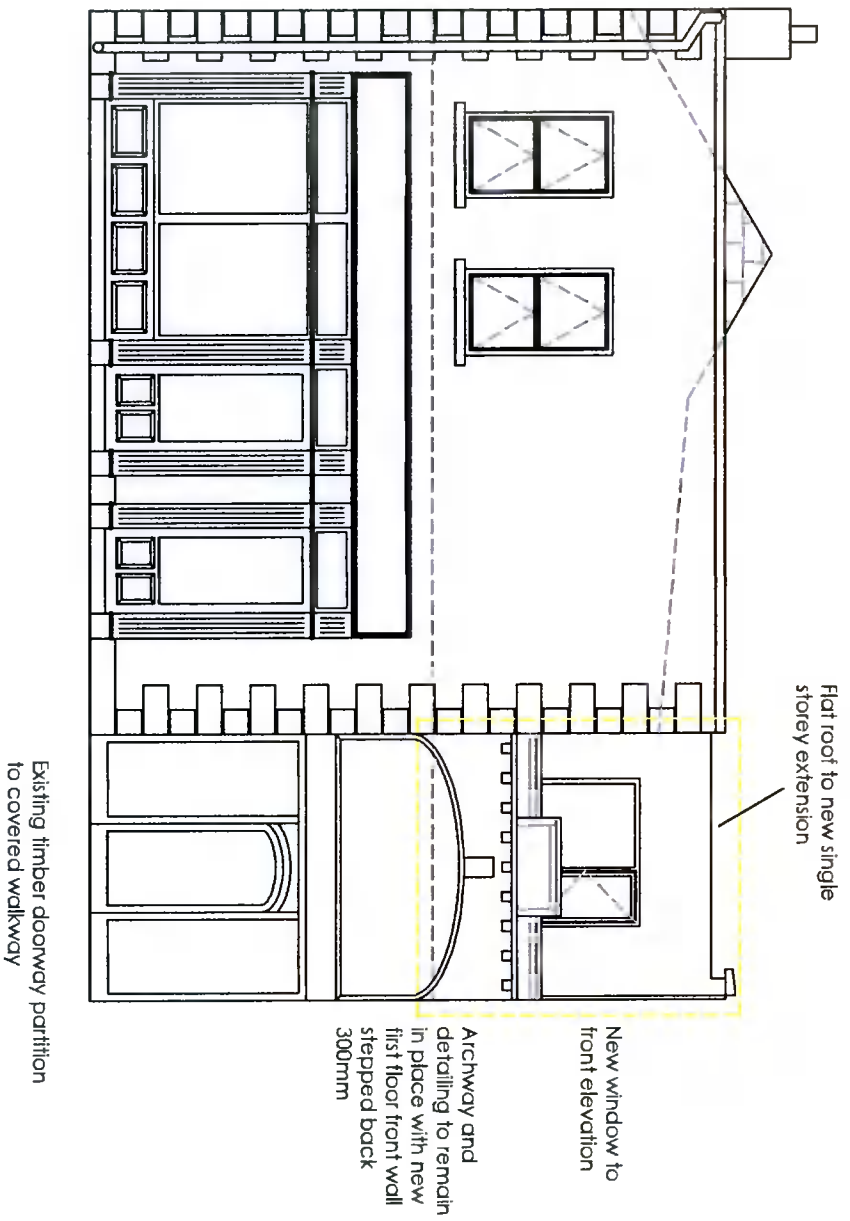 Flat roof to new single
storey extension
New window to
front elevation
Archway and
detailing to remain
in place with new
first floor front wall
stepped back
300mm
Existing timber doorway partition
to covered walkway